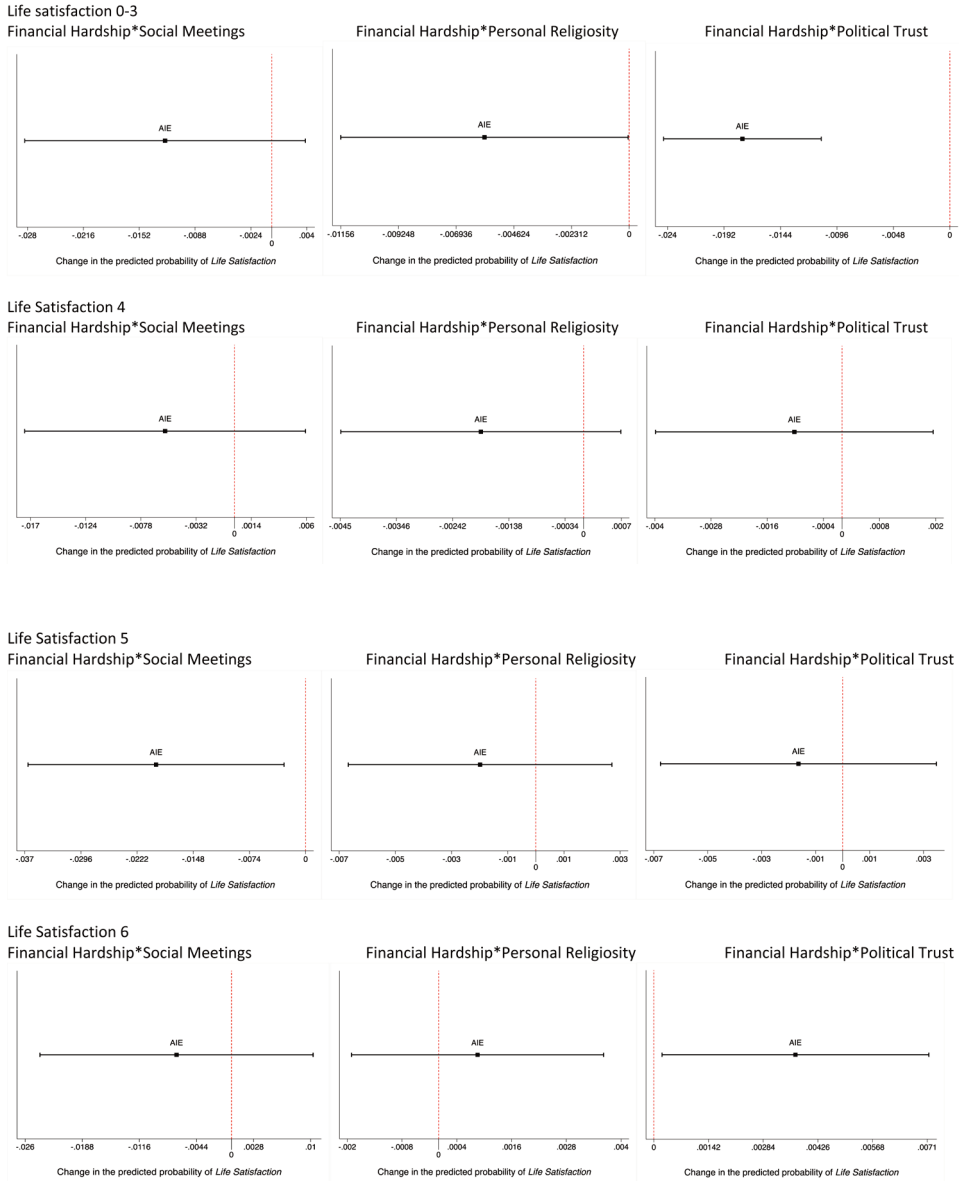 Life satisfaction 0-3
Financial Hardship*Social Meetings Financial Hardship*Personal Religiosity Financial Hardship*Political Trust
AIE AIE AIE
-.028 -.0216 -.0152 -.0088 -.0024 0 .004 -.01156 -.009248 -.006936 -.004624 -.002312 0 -.024 -.0192 -.0144 -.0096 -.0048 0
Change in the predicted probability of Life Satisfaction Change in the predicted probability of Life Satisfaction Change in the predicted probability of Life Satisfaction
Life Satisfaction 4
Financial Hardship*Social Meetings Financial Hardship*Personal Religiosity Financial Hardship*Political Trust
AIE AIE AIE
-.017 -.0124 -.0078 -.0032 0 .0014 .006 -.0045 -.00346 -.00242 -.00138 -.00034 0 .0007 -.004 -.0028 -.0016 -.0004 0 .0008 .002
Change in the predicted probability of Life Satisfaction Change in the predicted probability of Life Satisfaction Change in the predicted probability of Life Satisfaction
Life Satisfaction 5
Financial Hardship*Social Meetings Financial Hardship*Personal Religiosity Financial Hardship*Political Trust
AIE AIE AIE
-.037 -.0296 -.0222 -.0148 -.0074 0 -.007 -.005 -.003 -.001 0 .001 .003 -.007 -.005 -.003 -.001 0 .001 .003
Change in the predicted probability of Life Satisfaction Change in the predicted probability of Life Satisfaction Change in the predicted probability of Life Satisfaction
Life Satisfaction 6
Financial Hardship*Social Meetings Financial Hardship*Personal Religiosity Financial Hardship*Political Trust
AIE AIE AIE
-.026 -.0188 -.0116 -.0044 0 .0028 .01 -.002 -.0008 0 .0004 .0016 .0028 .004 0 .00142 .00284 .00426 .00568 .0071
Change in the predicted probability of Life Satisfaction Change in the predicted probability of Life Satisfaction Change in the predicted probability of Life Satisfaction